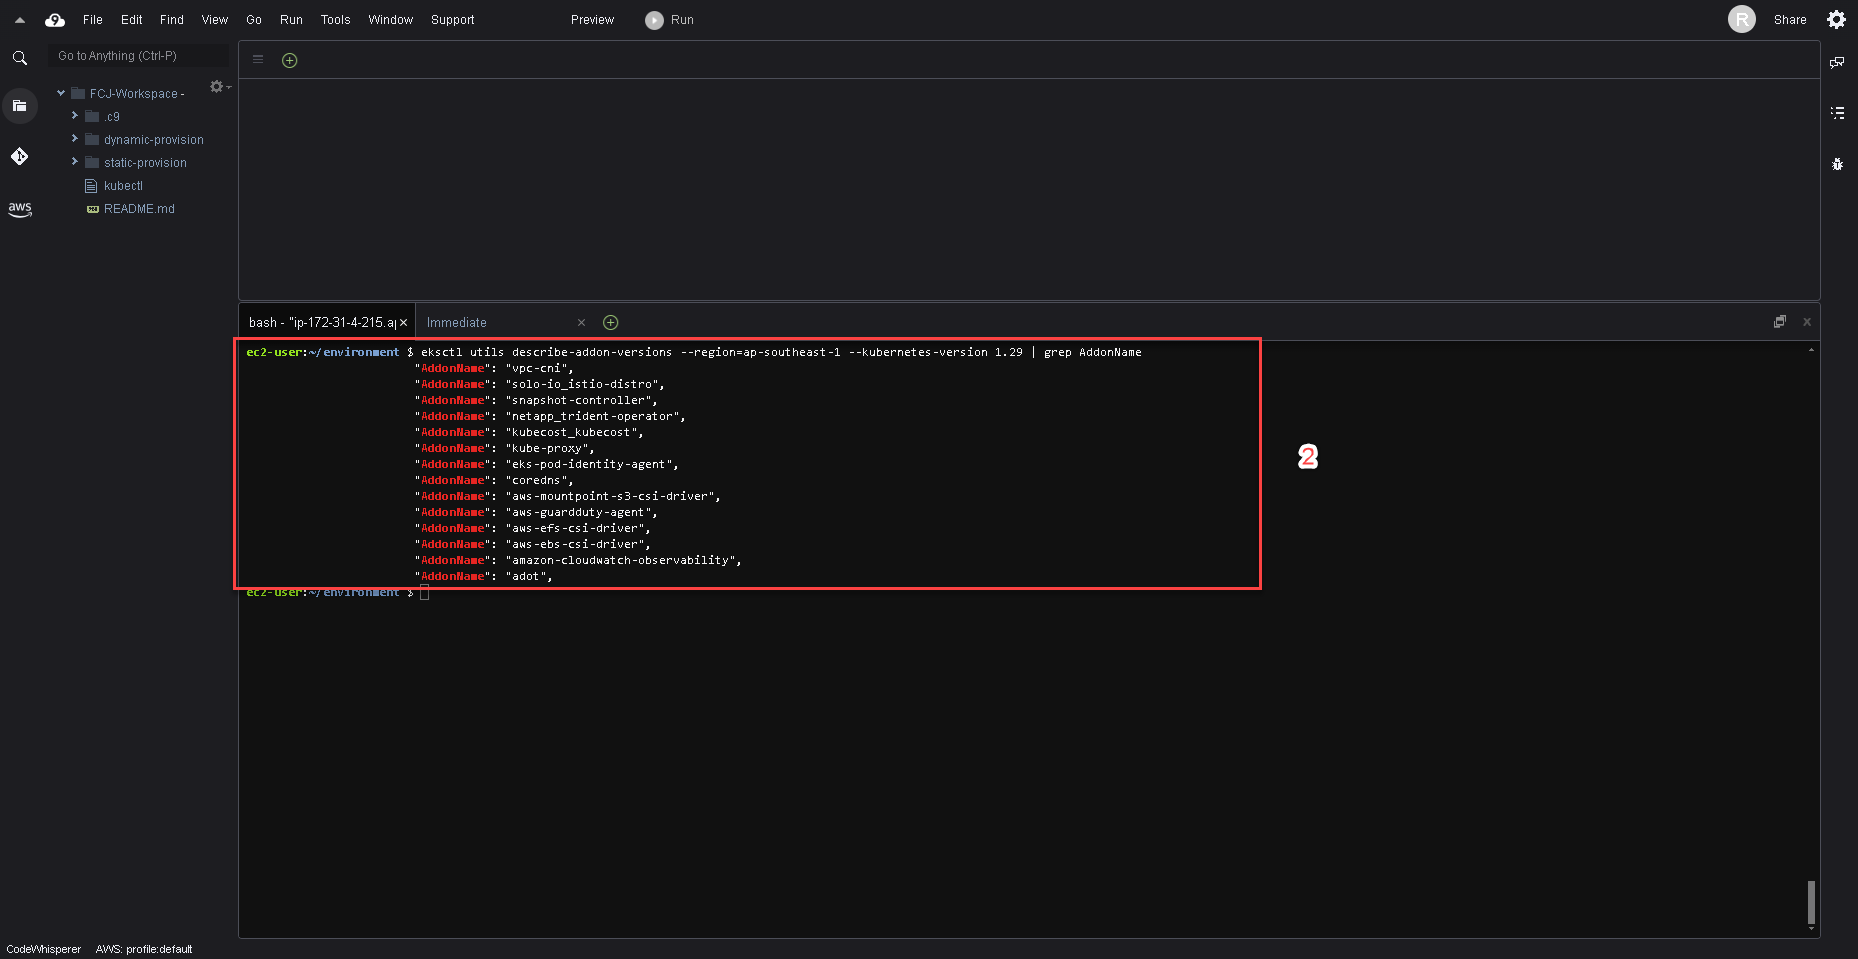 File Edit Find View Go Run Tools Window Support Preview Run R Share
Go to Anything (Ctrl-P)
FCJ-Workspace -
.c9
dynamic-provision
static-provision
kubectl
README.md
aws
bash - "ip-172-31-4-215.ap Immediate
ec2-user:~/environment $ eksctl utils describe-addon-versions --region=ap-southeast-1 --kubernetes-version 1.29 | grep AddonName
"AddonName": "vpc-cni",
"AddonName": "solo-io_istio-distro",
"AddonName": "snapshot-controller",
"AddonName": "netapp_trident-operator",
"AddonName": "kubecost_kubecost",
"AddonName": "kube-proxy",
"AddonName": "eks-pod-identity-agent",
"AddonName": "coredns",
"AddonName": "aws-mountpoint-s3-csi-driver",
"AddonName": "aws-guardduty-agent",
"AddonName": "aws-efs-csi-driver",
"AddonName": "aws-ebs-csi-driver",
"AddonName": "amazon-cloudwatch-observability",
"AddonName": "adot",
ec2-user:~/environment $
2
CodeWhisperer AWS: profile:default